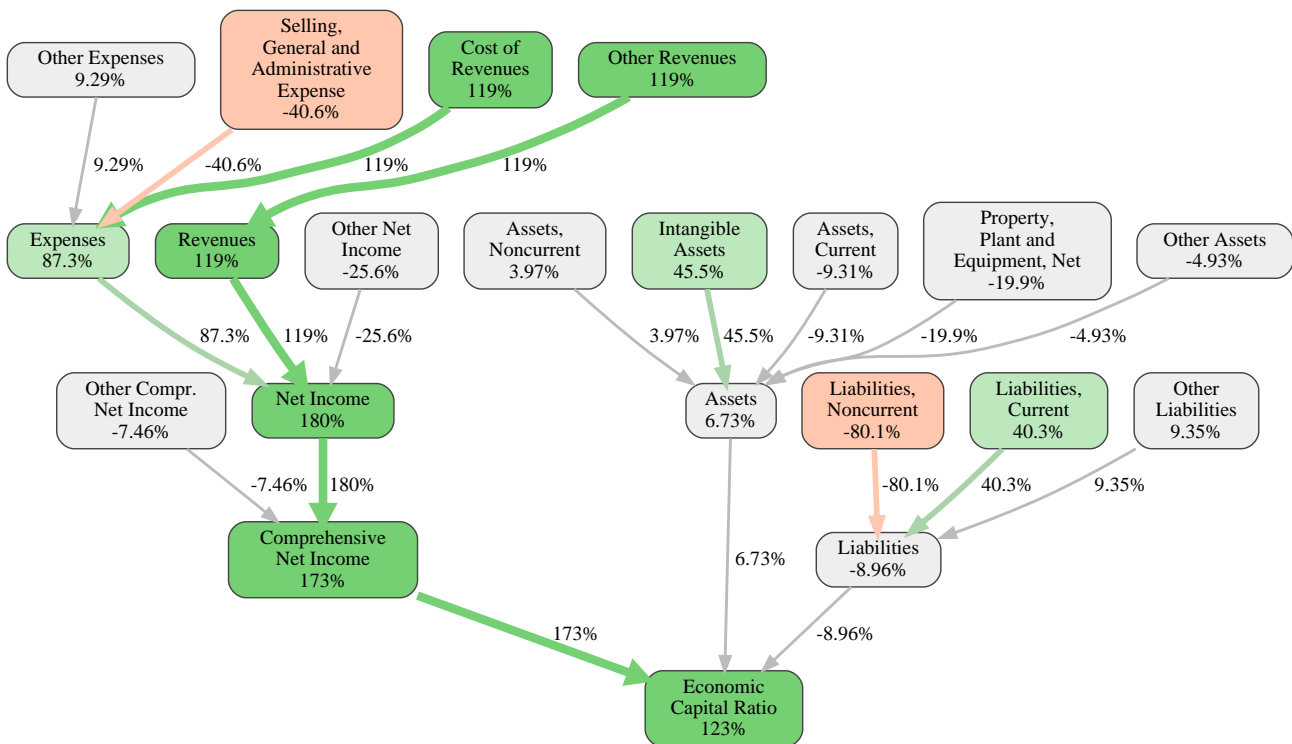 Other Expenses
9.29%
Selling,
General and
Administrative
Expense
-40.6%
Cost of
Revenues
119%
Other Revenues
119%
9.29%
-40.6%
119%
119%
Expenses
87.3%
Revenues
119%
Other Net
Income
-25.6%
Assets,
Noncurrent
3.97%
Intangible
Assets
45.5%
Assets,
Current
-9.31%
Property,
Plant and
Equipment, Net
-19.9%
Other Assets
-4.93%
87.3%
119%
-25.6%
3.97%
45.5%
-9.31%
-19.9%
-4.93%
Other Compr.
Net Income
-7.46%
Net Income
180%
Assets
6.73%
Liabilities,
Noncurrent
-80.1%
Liabilities,
Current
40.3%
Other
Liabilities
9.35%
-7.46%
180%
-80.1%
40.3%
9.35%
Comprehensive
Net Income
173%
6.73%
Liabilities
-8.96%
173%
-8.96%
Economic
Capital Ratio
123%